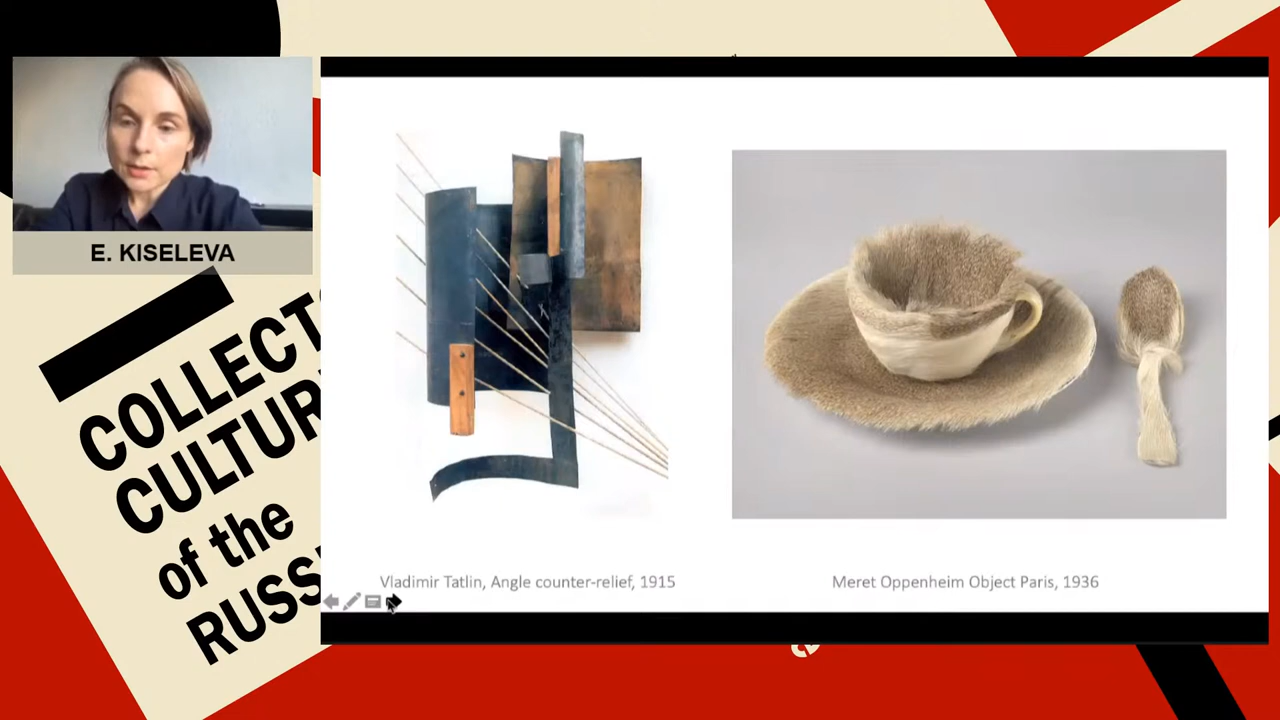 E. KISELEVA
COLLECT
CULTUR
of the
RUSS
Vladimir Tatlin, Angle counter-relief, 1915
Meret Oppenheim Object Paris, 1936